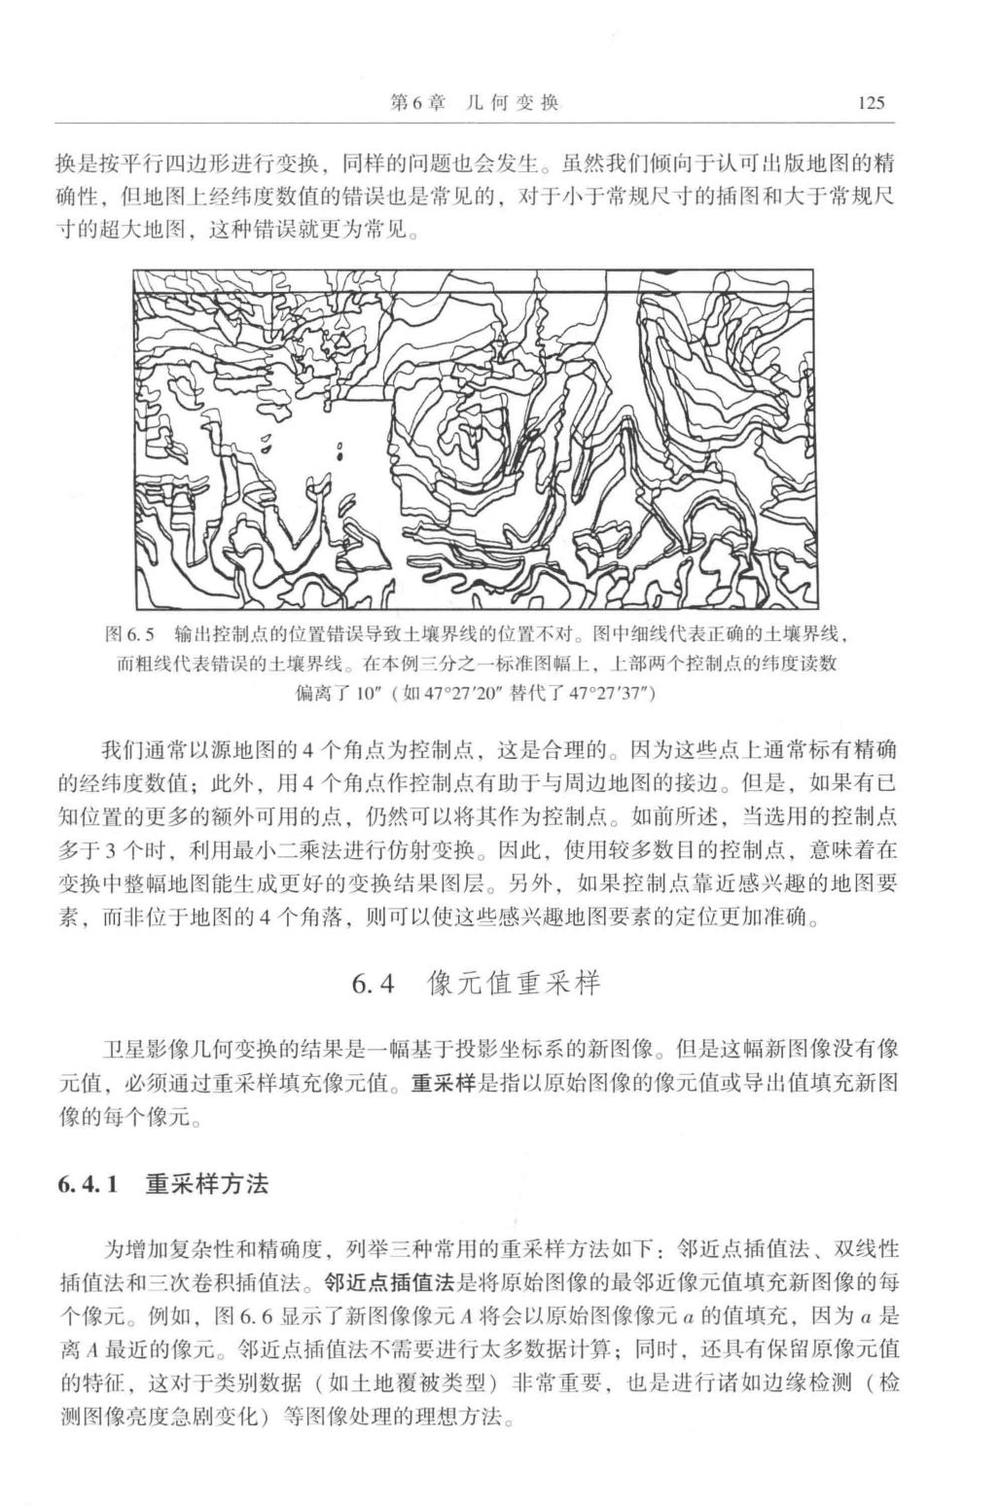 第6章 几何变换 125
换是按平行四边形进行变换，同样的问题也会发生。虽然我们倾向于认可出版地图的精
确性，但地图上经纬度数值的错误也是常见的，对于小于常规尺寸的插图和大于常规尺
寸的超大地图，这种错误就更为常见。
图6.5 输出控制点的位置错误导致土壤界线的位置不对。图中细线代表正确的土壤界线，
而粗线代表错误的土壤界线。在本例三分之一标准图幅上，上部两个控制点的纬度读数
偏离了10″（如47°27′20″替代了47°27′37″）
我们通常以源地图的4个角点为控制点，这是合理的。因为这些点上通常标有精确
的经纬度数值；此外，用4个角点作控制点有助于与周边地图的接边。但是，如果有已
知位置的更多的额外可用的点，仍然可以将其作为控制点。如前所述，当选用的控制点
多于3个时，利用最小二乘法进行仿射变换。因此，使用较多数目的控制点，意味着在
变换中整幅地图能生成更好的变换结果图层。另外，如果控制点靠近感兴趣的地图要
素，而非位于地图的4个角落，则可以使这些感兴趣地图要素的定位更加准确。
6.4 像元值重采样
卫星影像几何变换的结果是一幅基于投影坐标系的新图像。但是这幅新图像没有像
元值，必须通过重采样填充像元值。重采样是指以原始图像的像元值或导出值填充新图
像的每个像元。
6.4.1 重采样方法
为增加复杂性和精确度，列举三种常用的重采样方法如下：邻近点插值法、双线性
插值法和三次卷积插值法。邻近点插值法是将原始图像的最邻近像元值填充新图像的每
个像元。例如，图6.6显示了新图像像元A将会以原始图像像元a的值填充，因为a是
离A最近的像元。邻近点插值法不需要进行太多数据计算；同时，还具有保留原像元值
的特征，这对于类别数据（如土地覆被类型）非常重要，也是进行诸如边缘检测（检
测图像亮度急剧变化）等图像处理的理想方法。